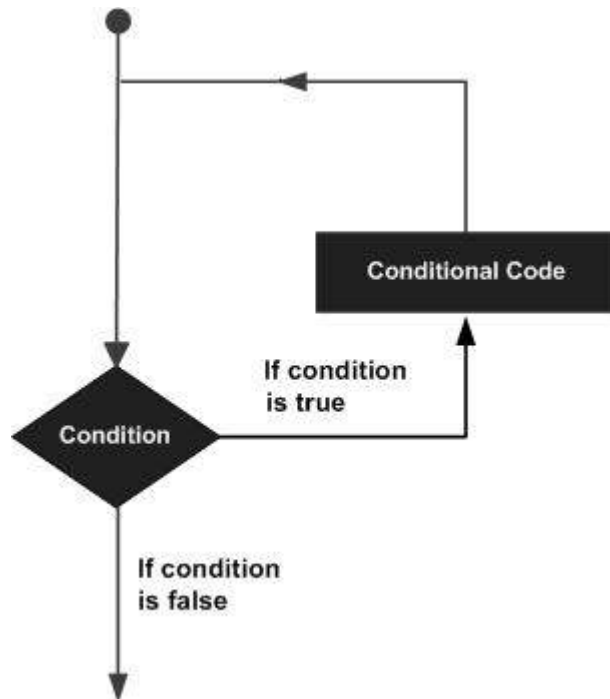 Conditional Code
If condition
is true
Condition
If condition
is false